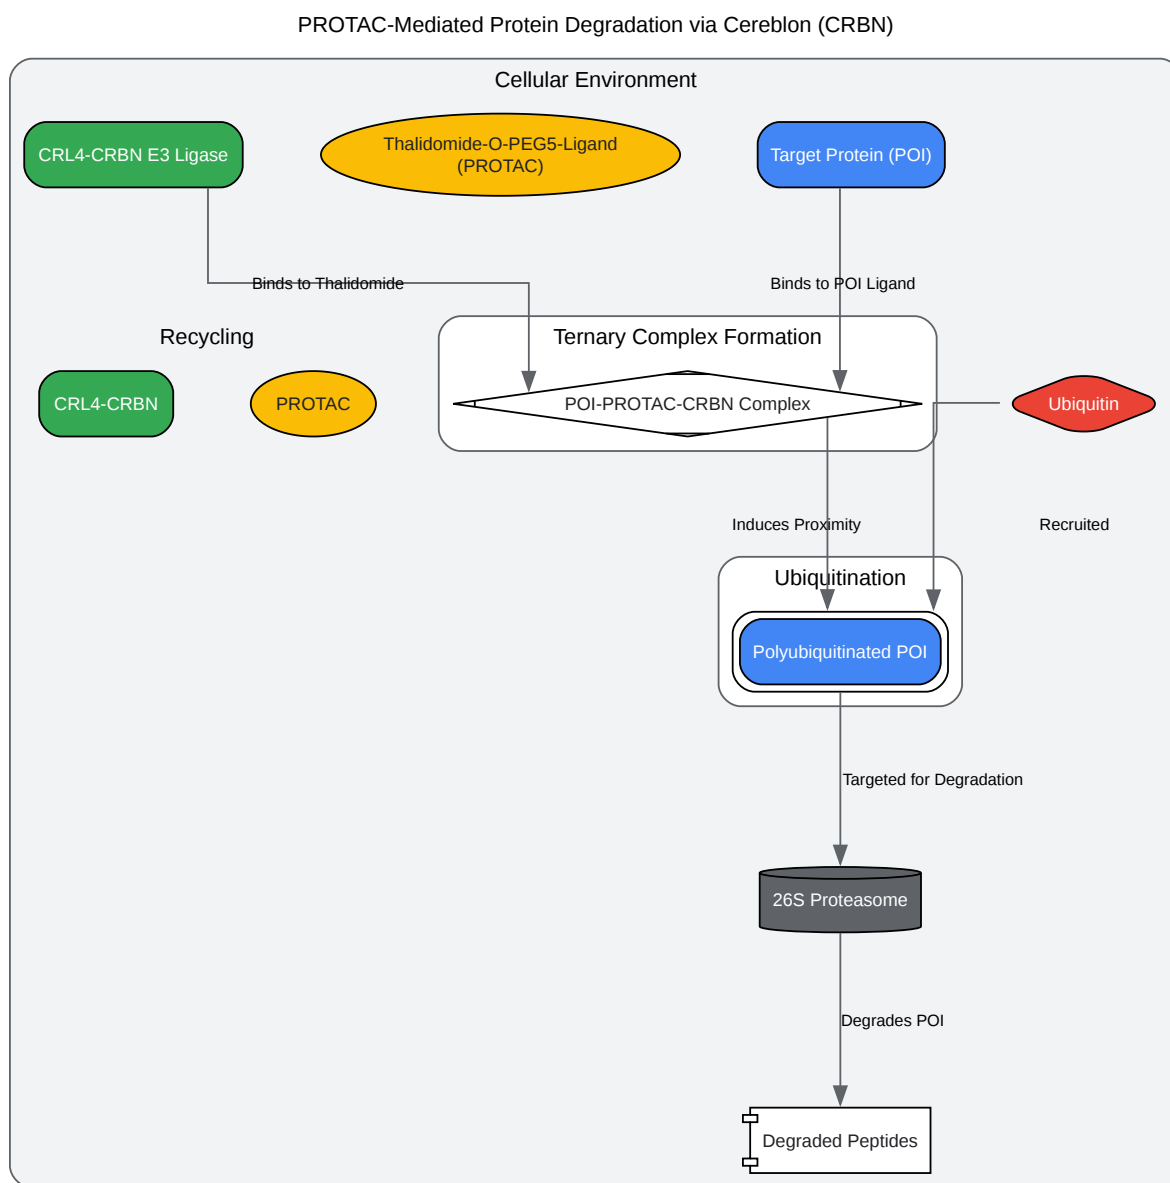 PROTAC-Mediated Protein Degradation via Cereblon (CRBN)
Cellular Environment
CRL4-CRBN E3 Ligase
Thalidomide-O-PEG5-Ligand
(PROTAC)
Target Protein (POI)
Binds to Thalidomide
Binds to POI Ligand
Recycling
Ternary Complex Formation
CRL4-CRBN
PROTAC
POI-PROTAC-CRBN Complex
Ubiquitin
Induces Proximity
Recruited
Ubiquitination
Polyubiquitinated POI
Targeted for Degradation
26S Proteasome
Degrades POI
Degraded Peptides